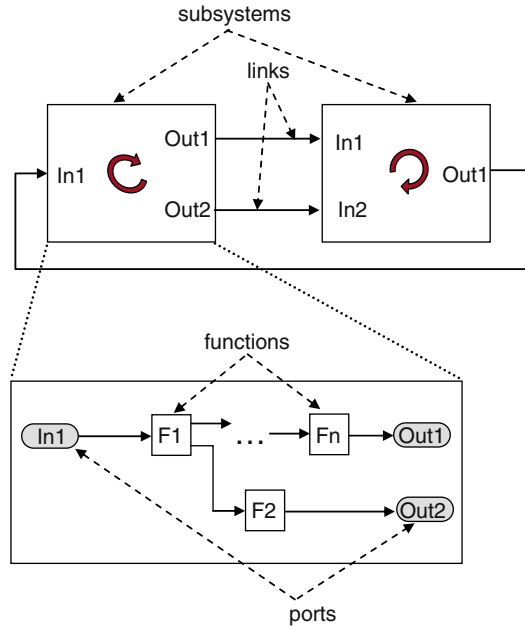 subsystems
links
Out1
In1
In1
Out1
Out2
In2
functions
In1
F1
...
Fn
Out1
F2
Out2
ports